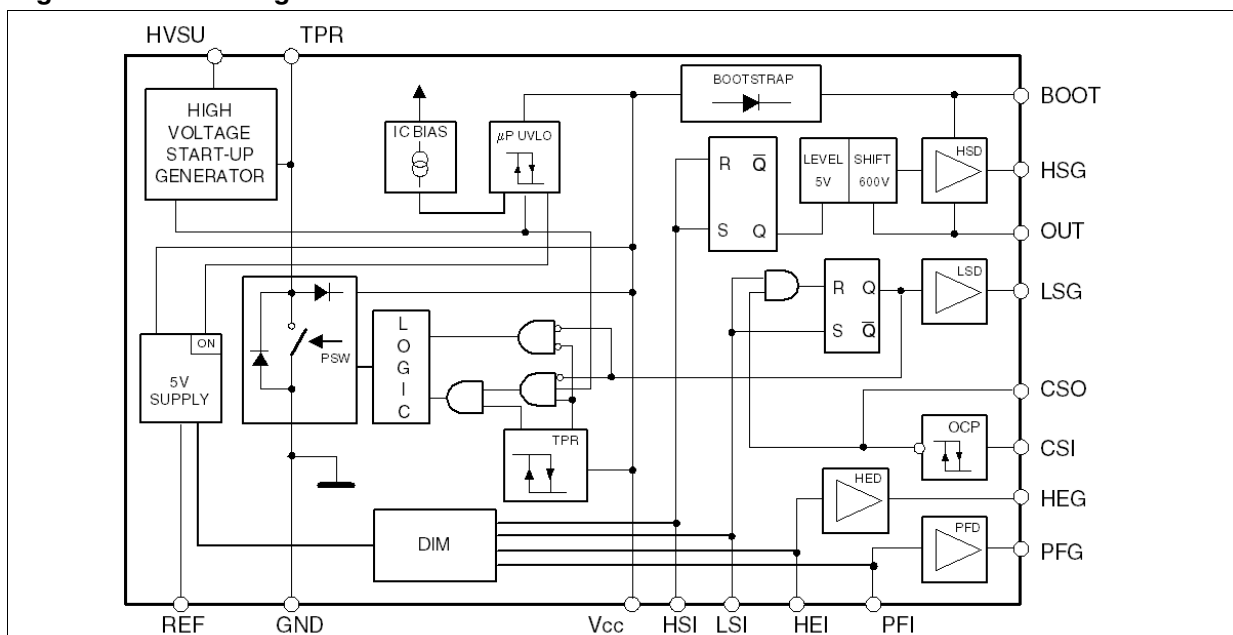 HVSU TPR
HIGH
VOLTAGE
START-UP
GENERATOR
IC BIAS
µP UVLO
BOOTSTRAP
R Q̅
S Q
LEVEL SHIFT
5V 600V
HSD
BOOT
HSG
OUT
R Q
S Q̅
LSD
LSG
ON
5V
SUPPLY
PSW
L
O
G
I
C
TPR
CSO
OCP
CSI
HED
HEG
DIM
PFD
PFG
REF GND Vcc HSI LSI HEI PFI